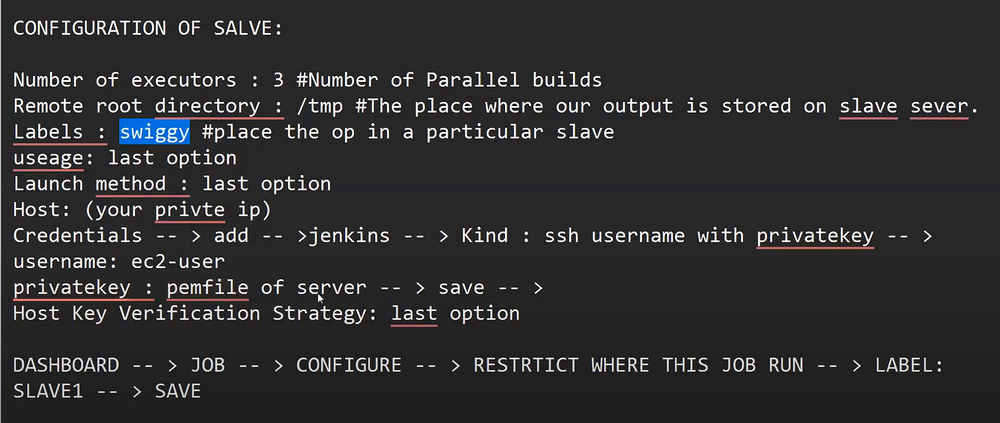 CONFIGURATION OF SALVE:
Number of executors : 3 #Number of Parallel builds
Remote root directory : /tmp #The place where our output is stored on slave sever.
Labels : swiggy #place the op in a particular slave
useage: last option
Launch method : last option
Host: (your privte ip)
Credentials -- > add -- >jenkins -- > Kind : ssh username with privatekey -- >
username: ec2-user
privatekey : pemfile of server -- > save -- >
Host Key Verification Strategy: last option
DASHBOARD -- > JOB -- > CONFIGURE -- > RESTRTICT WHERE THIS JOB RUN -- > LABEL:
SLAVE1 -- > SAVE